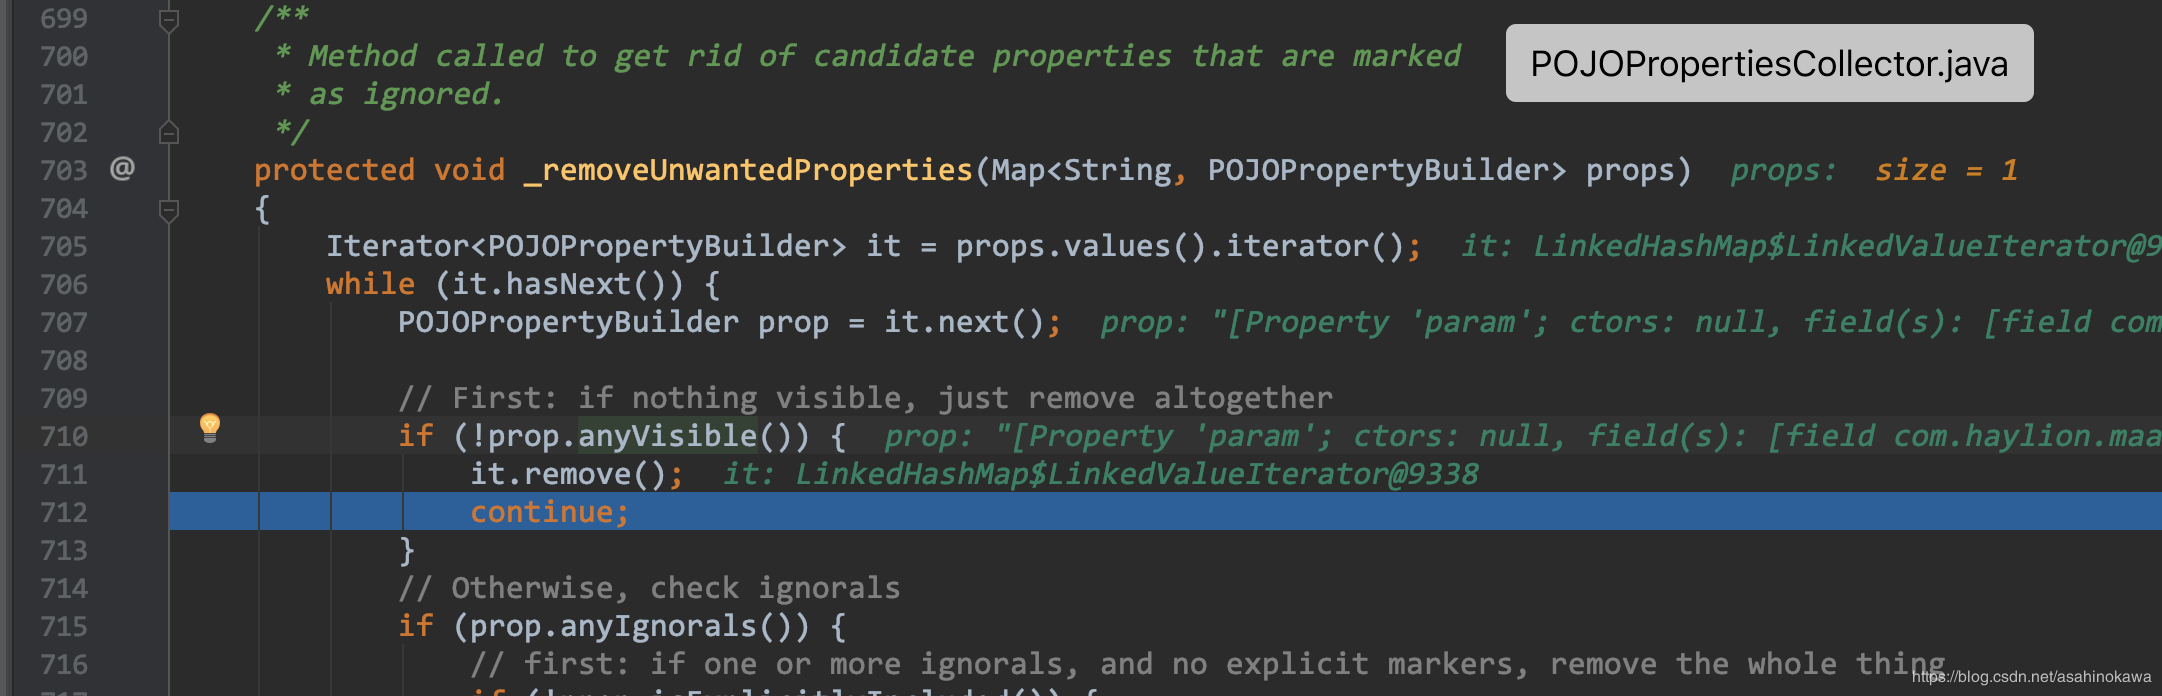 699 /**
700 * Method called to get rid of candidate properties that are marked
POJOPropertiesCollector.java
701 * as ignored.
702 */
703 @ protected void _removeUnwantedProperties(Map<String, POJOPropertyBuilder> props) props: size = 1
704 {
705 Iterator<POJOPropertyBuilder> it = props.values().iterator(); it: LinkedHashMap$LinkedValueIterator@9
706 while (it.hasNext()) {
707 POJOPropertyBuilder prop = it.next(); prop: "[Property 'param'; ctors: null, field(s): [field com
708
709 // First: if nothing visible, just remove altogether
710 if (!prop.anyVisible()) { prop: "[Property 'param'; ctors: null, field(s): [field com.haylion.maa
711 it.remove(); it: LinkedHashMap$LinkedValueIterator@9338
712 continue;
713 }
714 // Otherwise, check ignorals
715 if (prop.anyIgnorals()) {
716 // first: if one or more ignorals, and no explicit markers, remove the whole thing
https://blog.csdn.net/asahinokawa